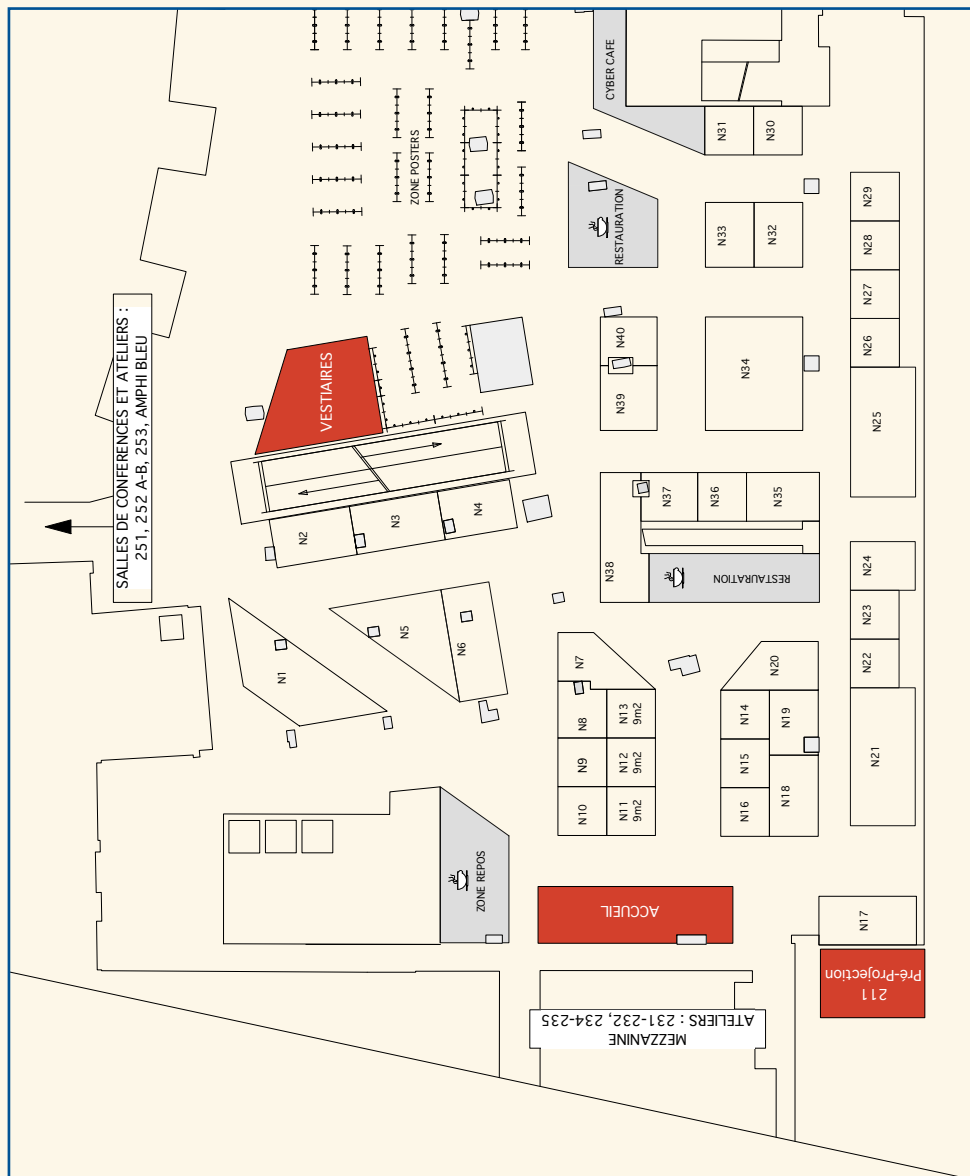 CYBER CAFE
N31
N30
ZONE POSTERS
RESTAURATION
N33
N32
N29
N28
N27
N26
SALLES DE CONFERENCES ET ATELIERS :
251, 252 A-B, 253, AMPHI BLEU
VESTIAIRES
N40
N39
N34
N25
N2
N3
N4
N38
N37
N36
N35
RESTAURATION
N24
N23
N22
N1
N5
N6
N7
N8
N13
9m2
N9
N12
9m2
N10
N11
9m2
N20
N14
N19
N15
N16
N18
N21
ZONE REPOS
ACCUEIL
N17
211
Pré-Projection
MEZZANINE
ATELIERS : 231-232, 234-235